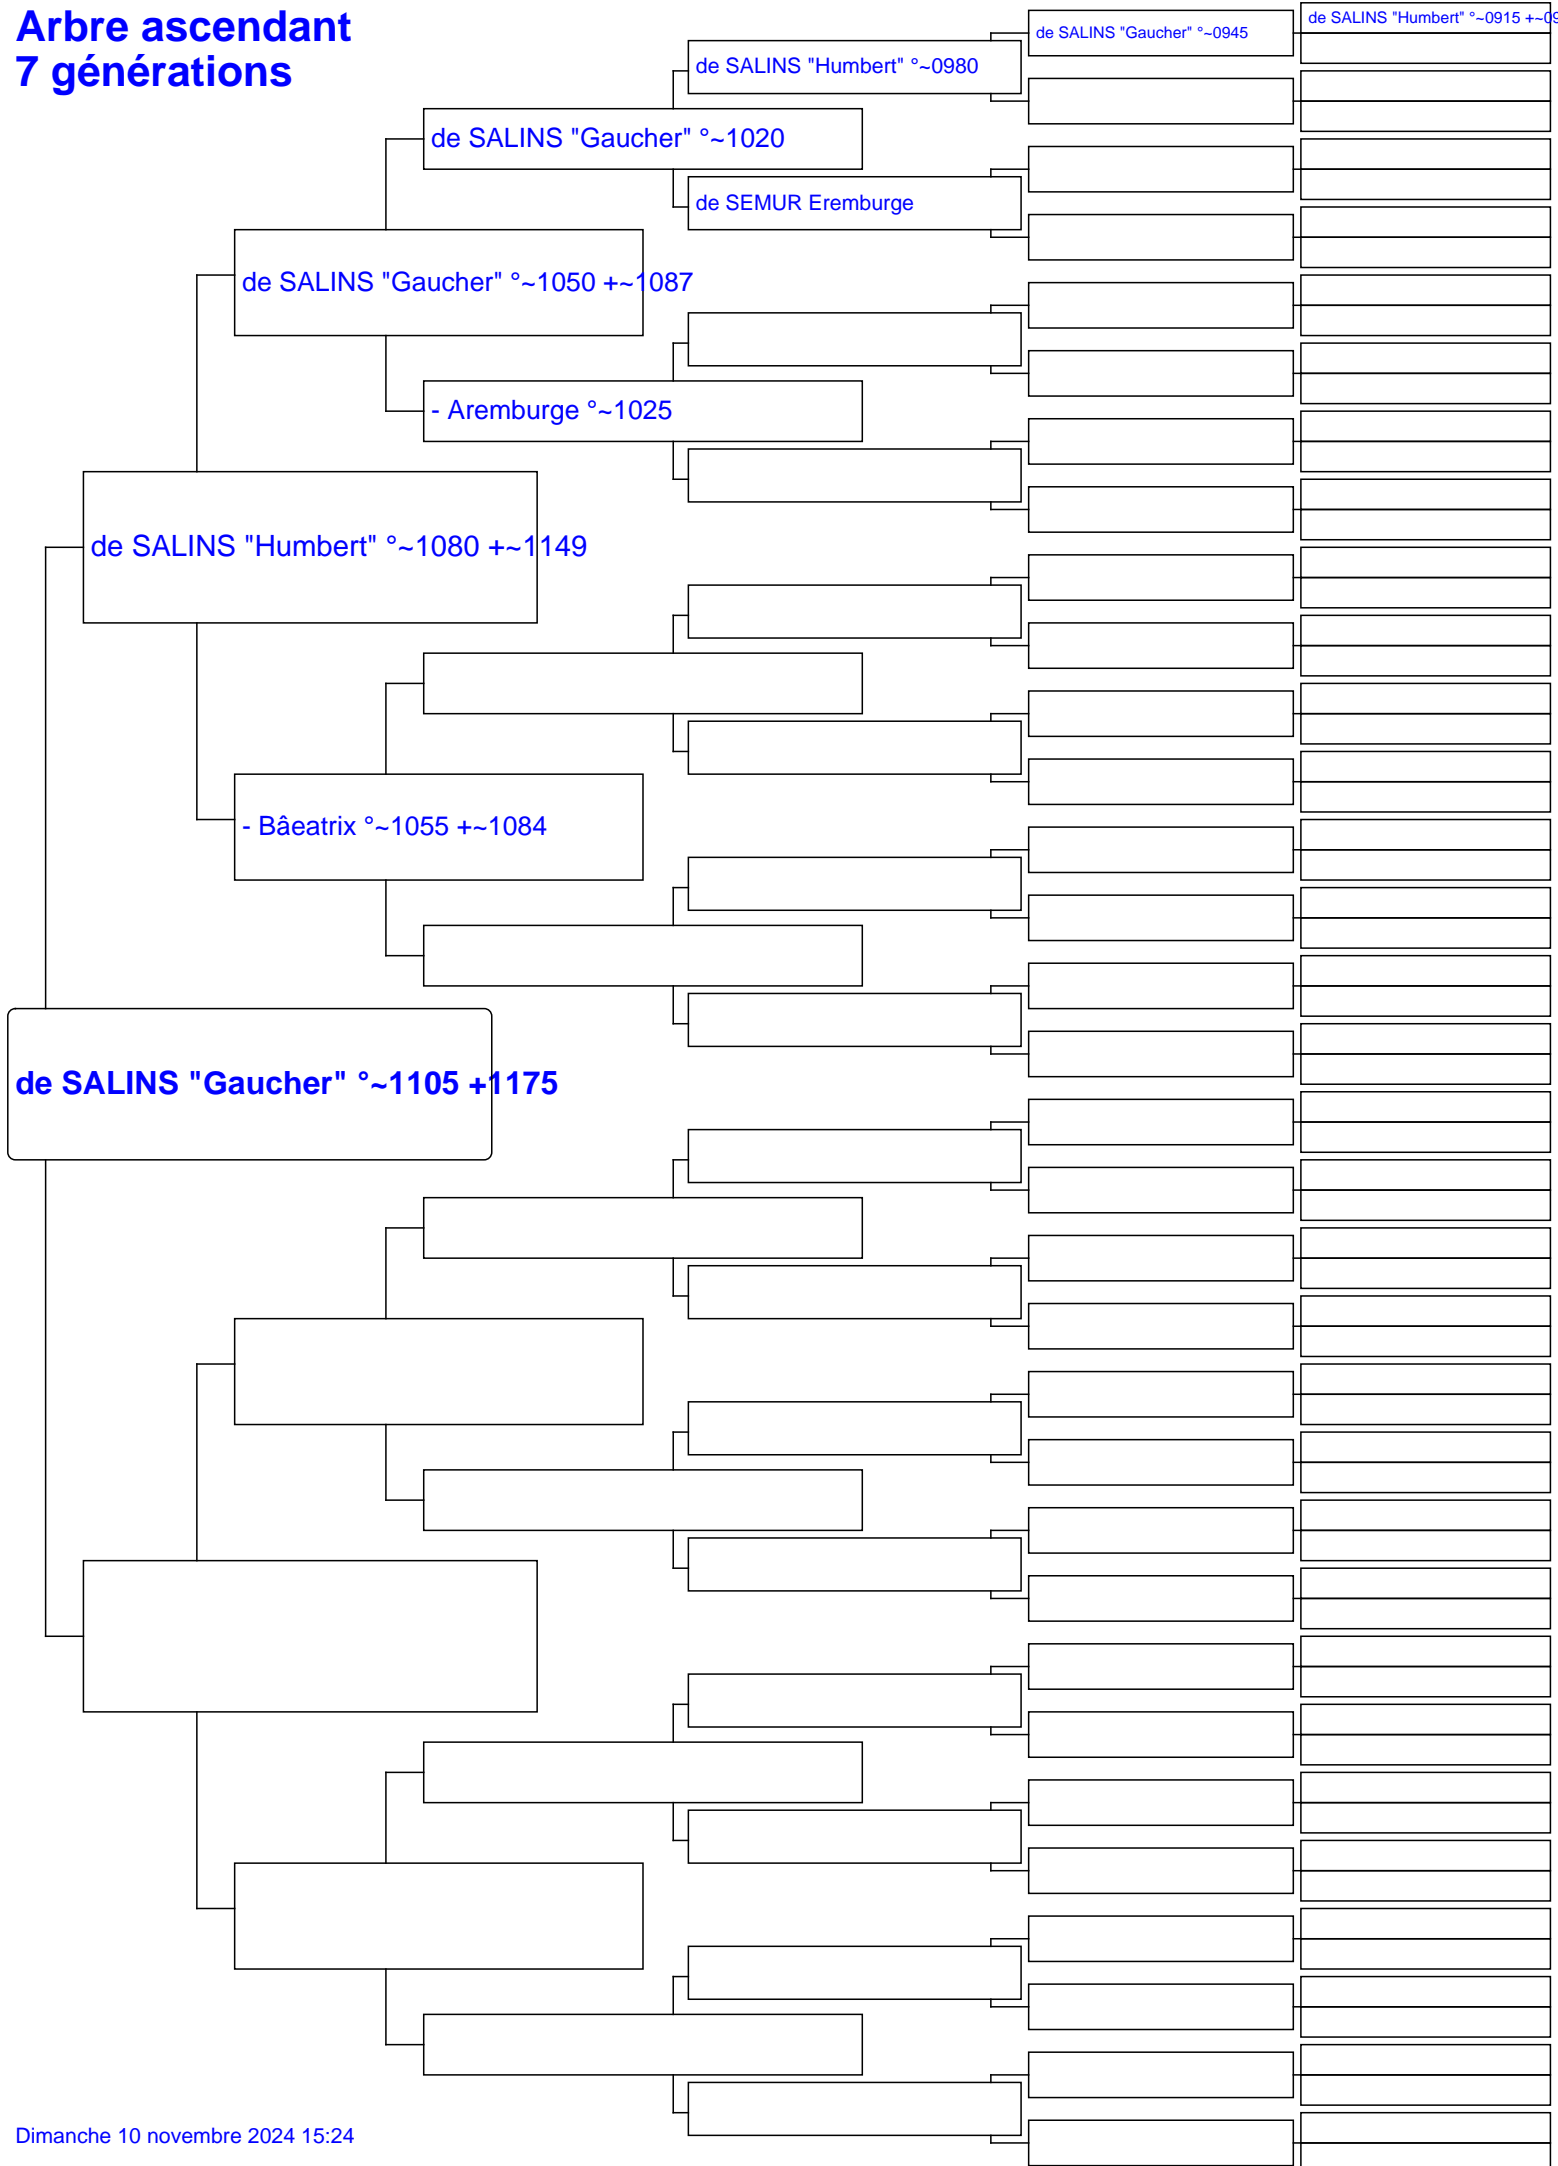 Arbre ascendant
7 générations
de SALINS "Humbert" °~0915 +~09
de SALINS "Gaucher" °~0945
de SALINS "Humbert" °~0980
de SALINS "Gaucher" °~1020
de SEMUR Eremburge
de SALINS "Gaucher" °~1050 +~1087
- Aremburge °~1025
de SALINS "Humbert" °~1080 +~1149
- Bâeatrix °~1055 +~1084
de SALINS "Gaucher" °~1105 +1175
Dimanche 10 novembre 2024 15:24